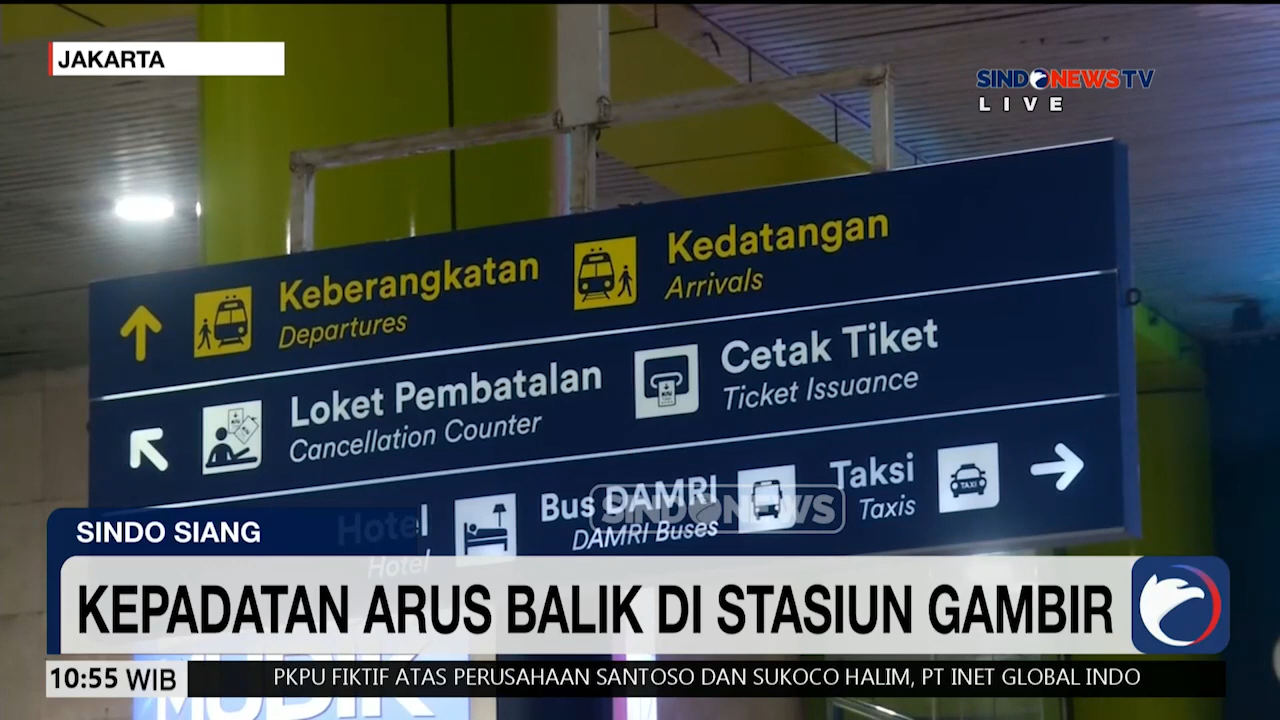 JAKARTA
SINDONEWSTV
LIVE
Keberangkatan
Departures
Kedatangan
Arrivals
Loket Pembatalan
Cancellation Counter
Cetak Tiket
Ticket Issuance
Hotel
Hotel
Bus DAMRI
DAMRI Buses
Taksi
Taxis
TAXI
SINDONEWS
SINDO SIANG
KEPADATAN ARUS BALIK DI STASIUN GAMBIR
MUDIK
10:55 WIB
PKPU FIKTIF ATAS PERUSAHAAN SANTOSO DAN SUKOCO HALIM, PT INET GLOBAL INDO